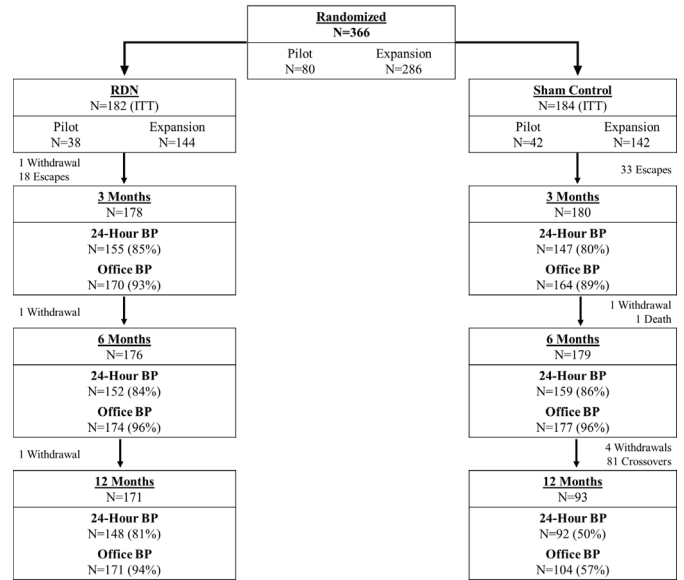 Randomized
N=366
Pilot Expansion
N=80 N=286
RDN
N=182 (ITT)
Pilot Expansion
N=38 N=144
Sham Control
N=184 (ITT)
Pilot Expansion
N=42 N=142
1 Withdrawal
18 Escapes
33 Escapes
3 Months
N=178
24-Hour BP
N=155 (85%)
Office BP
N=170 (93%)
3 Months
N=180
24-Hour BP
N=147 (80%)
Office BP
N=164 (89%)
1 Withdrawal
1 Withdrawal
1 Death
6 Months
N=176
24-Hour BP
N=152 (84%)
Office BP
N=174 (96%)
6 Months
N=179
24-Hour BP
N=159 (86%)
Office BP
N=177 (96%)
1 Withdrawal
4 Withdrawals
81 Crossovers
12 Months
N=171
24-Hour BP
N=148 (81%)
Office BP
N=171 (94%)
12 Months
N=93
24-Hour BP
N=92 (50%)
Office BP
N=104 (57%)